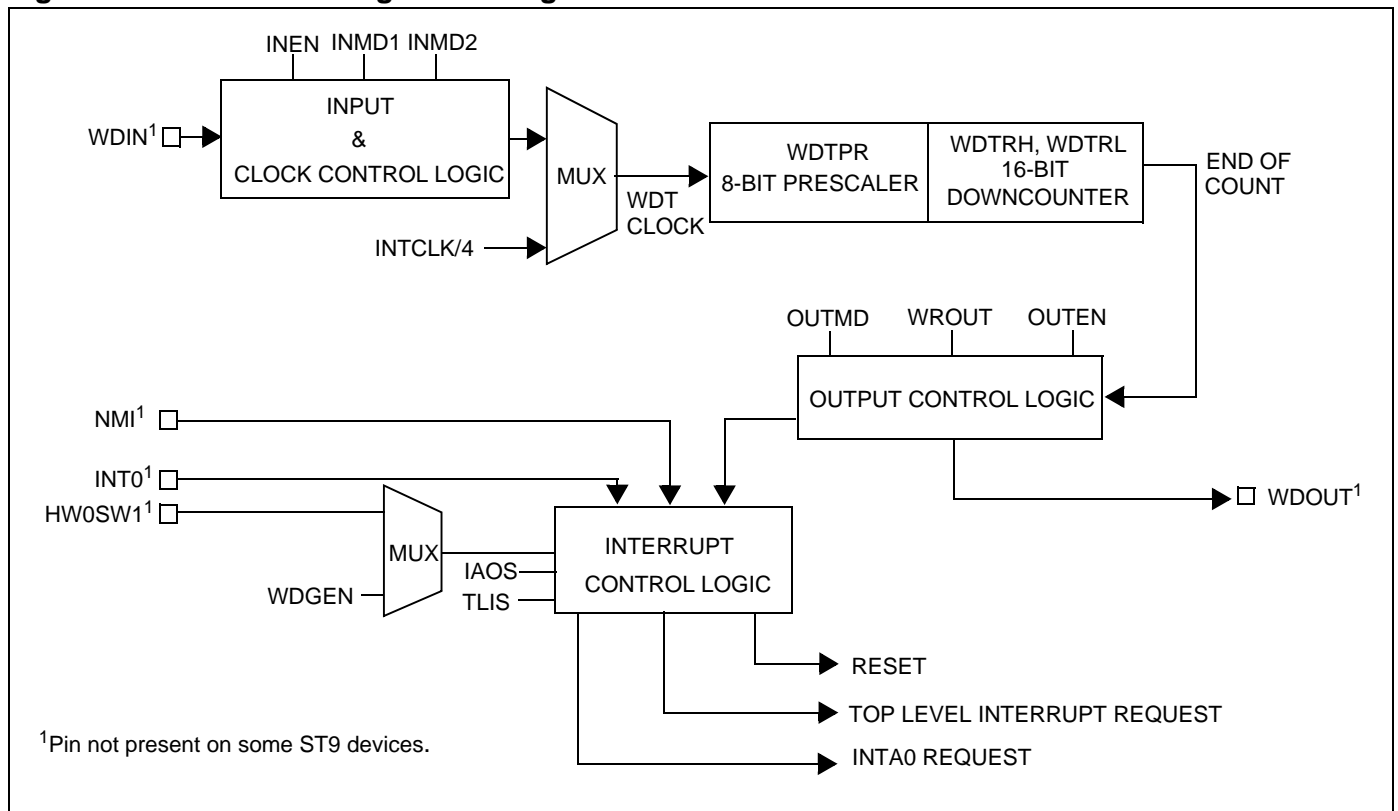 INEN INMD1 INMD2
INPUT
&
CLOCK CONTROL LOGIC
WDIN1
MUX
INTCLK/4
WDT
CLOCK
WDTPR
8-BIT PRESCALER
WDTRH, WDTRL
16-BIT
DOWNCOUNTER
END OF
COUNT
OUTMD WROUT OUTEN
OUTPUT CONTROL LOGIC
NMI1
INT01
HW0SW11
MUX
WDGEN
IAOS
TLIS
INTERRUPT
CONTROL LOGIC
WDOUT1
RESET
TOP LEVEL INTERRUPT REQUEST
INTA0 REQUEST
1Pin not present on some ST9 devices.